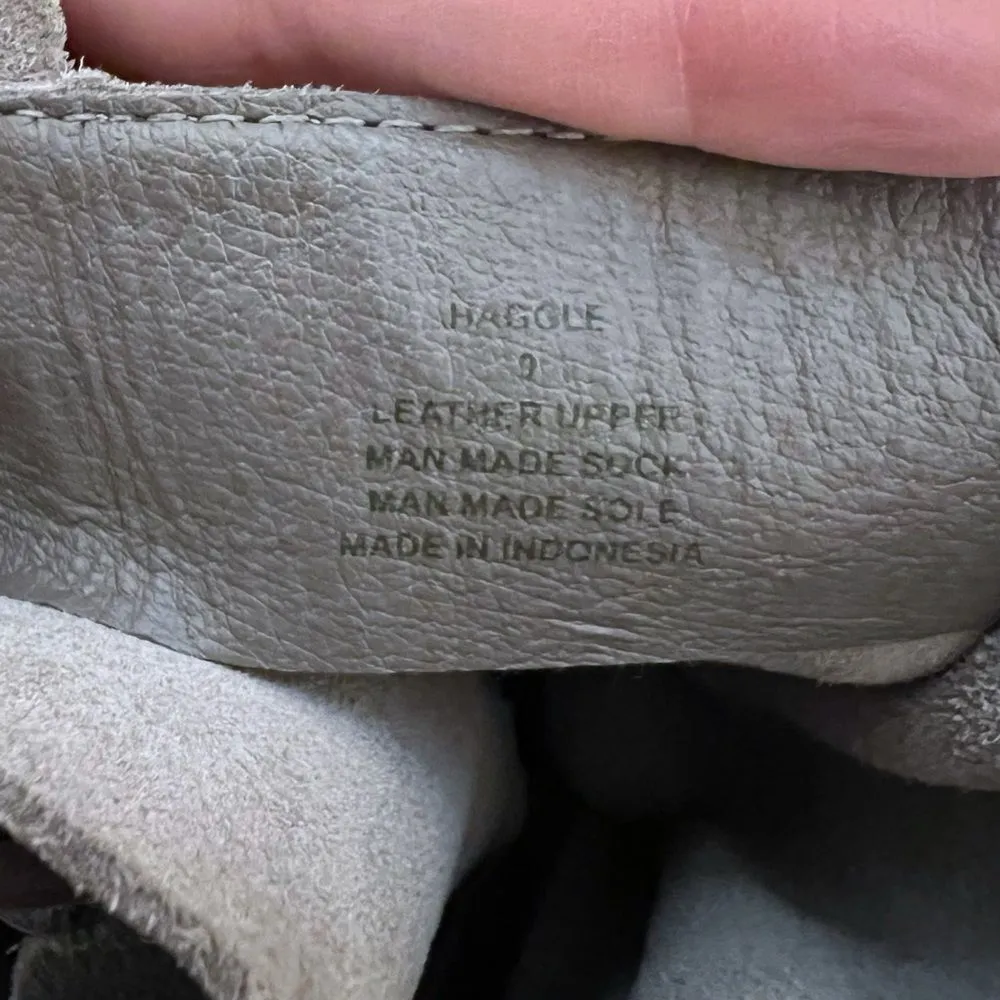 HAGGLE
9
LEATHER UPPER
MAN MADE SOCK
MAN MADE SOLE
MADE IN INDONESIA